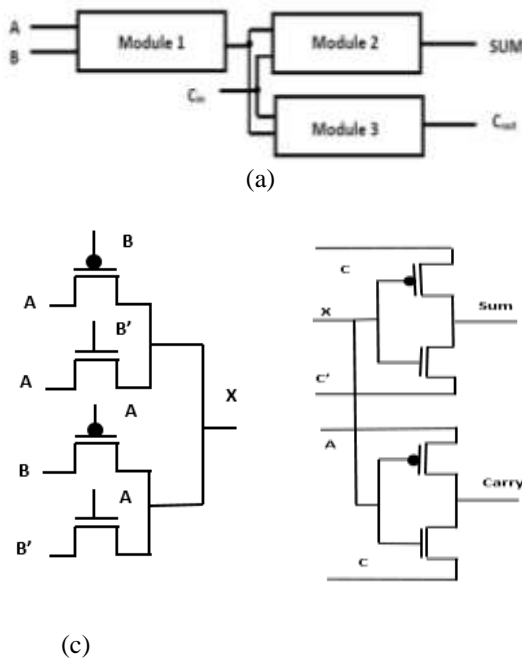 A
B
Module 1
Module 2
SUM
Cin
Module 3
Cout
(a)
B
A
B'
A
X
A
B
A
B'
C
X
Sum
C'
A
Carry
C
(c)